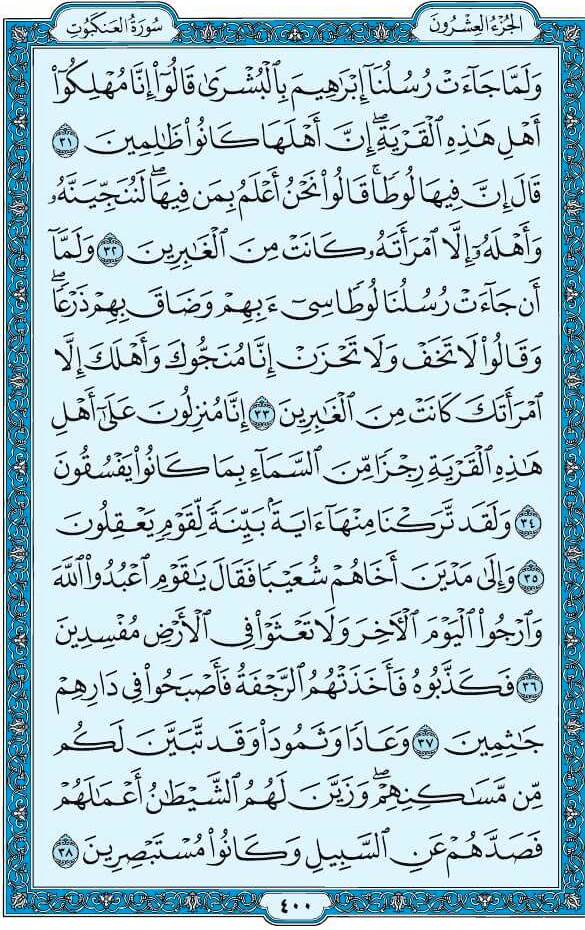 الجُزْءُ العِشْرُونَ
سُورَةُ العَنكَبُوتِ
وَلَمَّا جَآءَتْ رُسُلُنَآ إِبْرَٰهِيمَ بِٱلْبُشْرَىٰ قَالُوٓا۟ إِنَّا مُهْلِكُوٓا۟
أَهْلِ هَٰذِهِ ٱلْقَرْيَةِ ۖ إِنَّ أَهْلَهَا كَانُوا۟ ظَٰلِمِينَ ٣١
قَالَ إِنَّ فِيهَا لُوطًا ۚ قَالُوا۟ نَحْنُ أَعْلَمُ بِمَن فِيهَا ۖ لَنُنَجِّيَنَّهُۥ
وَأَهْلَهُۥٓ إِلَّا ٱمْرَأَتَهُۥ كَانَتْ مِنَ ٱلْغَٰبِرِينَ ٣٢ وَلَمَّآ
أَن جَآءَتْ رُسُلُنَا لُوطًا سِىٓءَ بِهِمْ وَضَاقَ بِهِمْ ذَرْعًا ۖ
وَقَالُوا۟ لَا تَخَفْ وَلَا تَحْزَنْ ۖ إِنَّا مُنَجُّوكَ وَأَهْلَكَ إِلَّا
ٱمْرَأَتَكَ كَانَتْ مِنَ ٱلْغَٰبِرِينَ ٣٣ إِنَّا مُنزِلُونَ عَلَىٰٓ أَهْلِ
هَٰذِهِ ٱلْقَرْيَةِ رِجْزًا مِّنَ ٱلسَّمَآءِ بِمَا كَانُوا۟ يَفْسُقُونَ
٣٤ وَلَقَد تَّرَكْنَا مِنْهَآ ءَايَةًۢ بَيِّنَةً لِّقَوْمٍ يَعْقِلُونَ
٣٥ وَإِلَىٰ مَدْيَنَ أَخَاهُمْ شُعَيْبًا فَقَالَ يَٰقَوْمِ ٱعْبُدُوا۟ ٱللَّهَ
وَٱرْجُوا۟ ٱلْيَوْمَ ٱلْءَاخِرَ وَلَا تَعْثَوْا۟ فِى ٱلْأَرْضِ مُفْسِدِينَ
٣٦ فَكَذَّبُوهُ فَأَخَذَتْهُمُ ٱلرَّجْفَةُ فَأَصْبَحُوا۟ فِى دَارِهِمْ
جَٰثِمِينَ ٣٧ وَعَادًا وَثَمُودَا۟ وَقَد تَّبَيَّنَ لَكُم
مِّن مَّسَٰكِنِهِمْ ۖ وَزَيَّنَ لَهُمُ ٱلشَّيْطَٰنُ أَعْمَٰلَهُمْ
فَصَدَّهُمْ عَنِ ٱلسَّبِيلِ وَكَانُوا۟ مُسْتَبْصِرِينَ ٣٨
٤٠٠